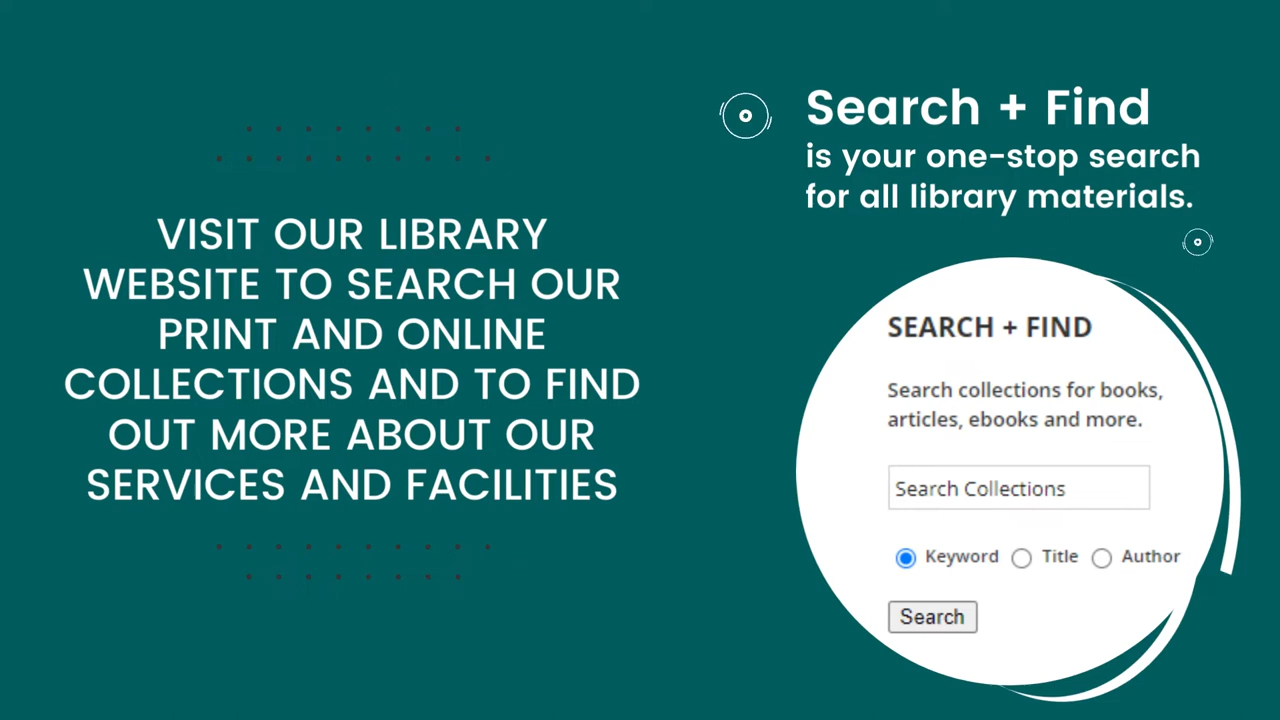 VISIT OUR LIBRARY
WEBSITE TO SEARCH OUR
PRINT AND ONLINE
COLLECTIONS AND TO FIND
OUT MORE ABOUT OUR
SERVICES AND FACILITIES
Search + Find
is your one-stop search
for all library materials.
SEARCH + FIND
Search collections for books,
articles, ebooks and more.
Search Collections
Keyword Title Author
Search